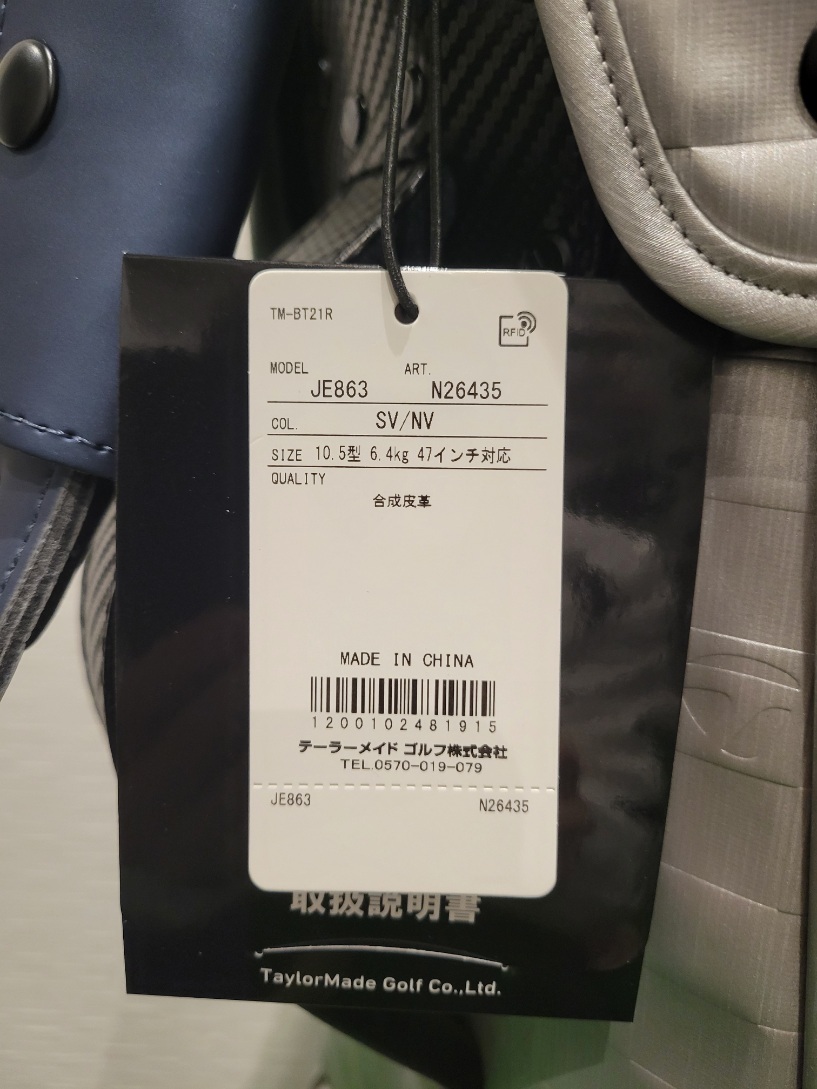 TM-BT21R
RFID
MODEL ART.
JE863 N26435
COL. SV/NV
SIZE 10.5型 6.4kg 47インチ対応
QUALITY
合成皮革
MADE IN CHINA
1200102481915
テーラーメイド ゴルフ株式会社
TEL.0570-019-079
JE863 N26435
取扱説明書
TaylorMade Golf Co.,Ltd.